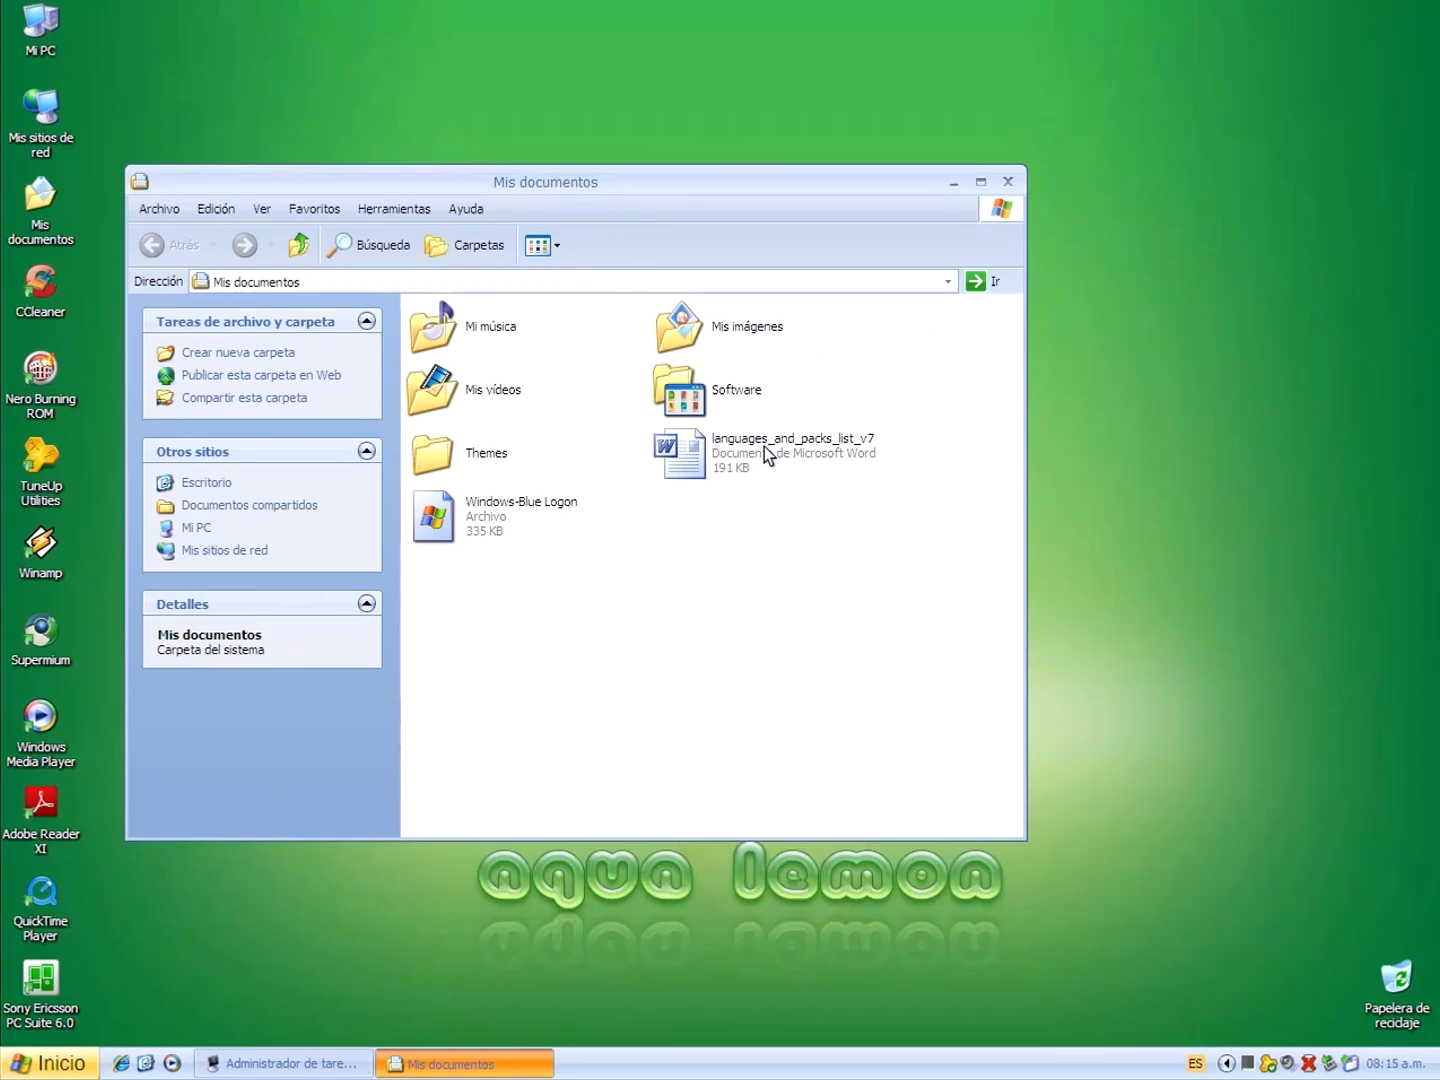 Mi PC
Mis sitios de
red
Mis
documentos
CCleaner
Nero Burning
ROM
TuneUp
Utilities
Winamp
Supermium
Windows
Media Player
Adobe Reader
XI
QuickTime
Player
Sony Ericsson
PC Suite 6.0
Mis documentos
Archivo Edición Ver Favoritos Herramientas Ayuda
Atrás Búsqueda Carpetas
Dirección Mis documentos Ir
Tareas de archivo y carpeta
Crear nueva carpeta
Publicar esta carpeta en Web
Compartir esta carpeta
Otros sitios
Escritorio
Documentos compartidos
Mi PC
Mis sitios de red
Detalles
Mis documentos
Carpeta del sistema
Mi música
Mis imágenes
Mis vídeos
Software
Themes
languages_and_packs_list_v7
Documento de Microsoft Word
191 KB
Windows-Blue Logon
Archivo
335 KB
aqua lemon
Papelera de
reciclaje
Inicio Administrador de tare... Mis documentos ES 08:15 a.m.